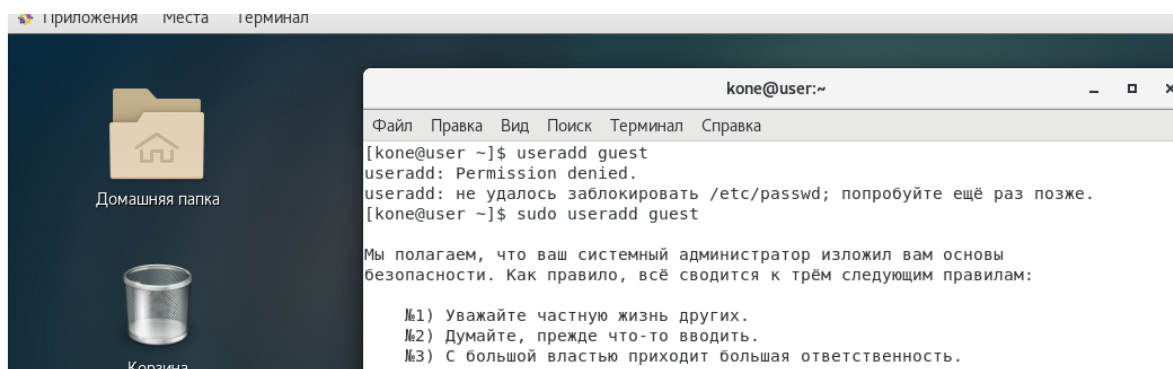 Приложения Места Терминал
Домашняя папка
Корзина
kone@user:~
Файл Правка Вид Поиск Терминал Справка
[kone@user ~]$ useradd guest
useradd: Permission denied.
useradd: не удалось заблокировать /etc/passwd; попробуйте ещё раз позже.
[kone@user ~]$ sudo useradd guest
Мы полагаем, что ваш системный администратор изложил вам основы
безопасности. Как правило, всё сводится к трём следующим правилам:
№1) Уважайте частную жизнь других.
№2) Думайте, прежде что-то вводить.
№3) С большой властью приходит большая ответственность.